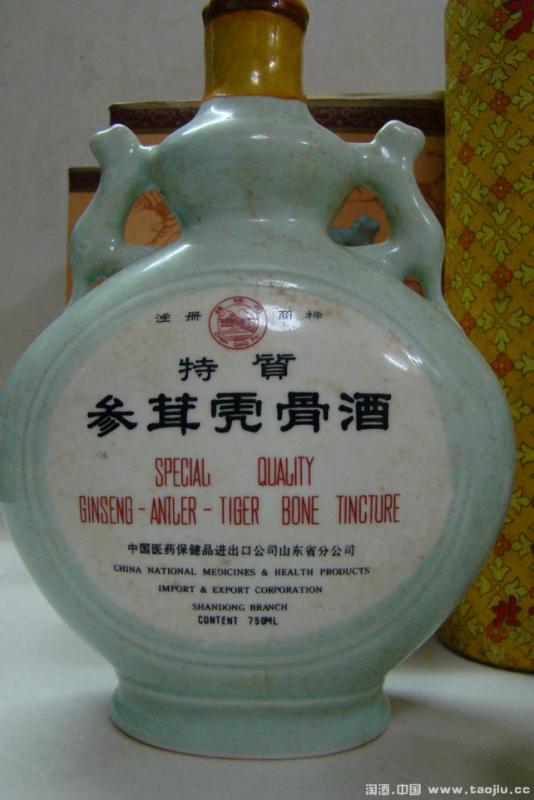 注册 商标
特質
参茸虎骨酒
SPECIAL QUALITY
GINSENG - ANTLER - TIGER BONE TINCTURE
中国医药保健品进出口公司山东省分公司
CHINA NATIONAL MEDICINES & HEALTH PRODUCTS
IMPORT & EXPORT CORPORATION
SHANDONG BRANCH
CONTENT 750ML
淘酒.中国 www.taojiu.cc